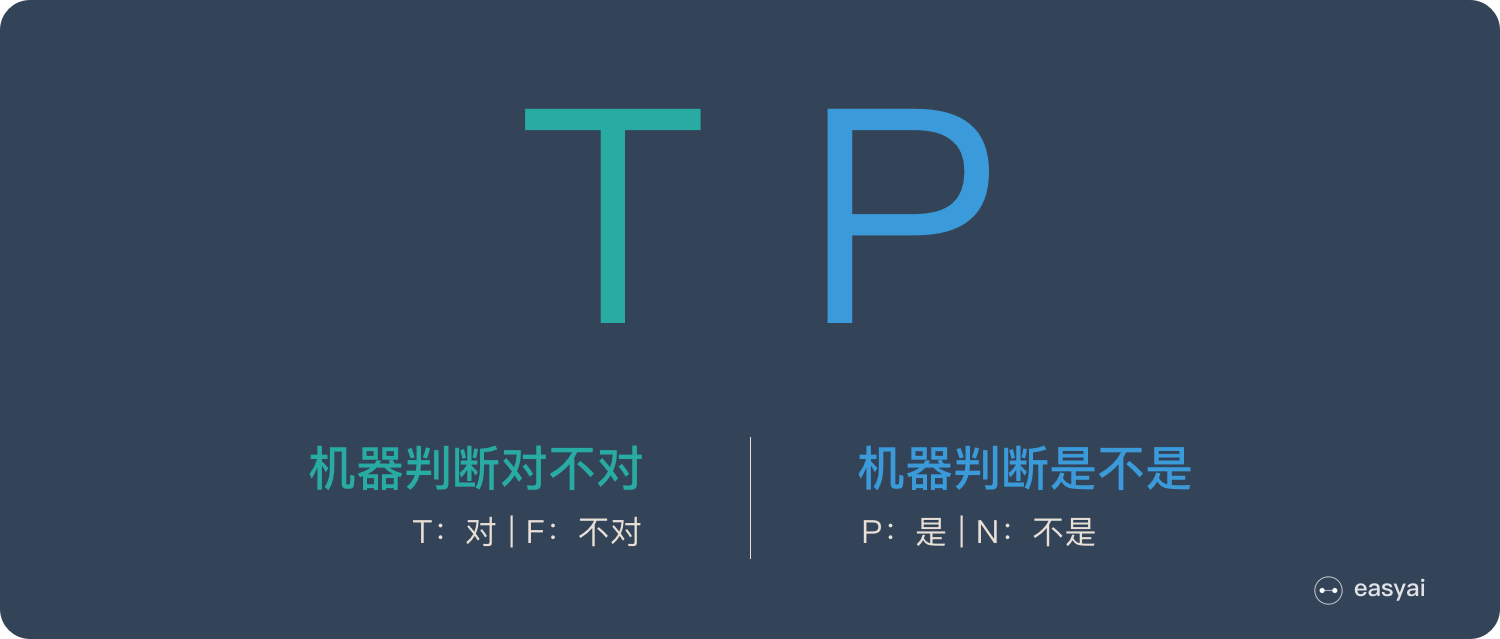 T P
机器判断对不对
T：对 | F：不对
机器判断是不是
P：是 | N：不是
easyai